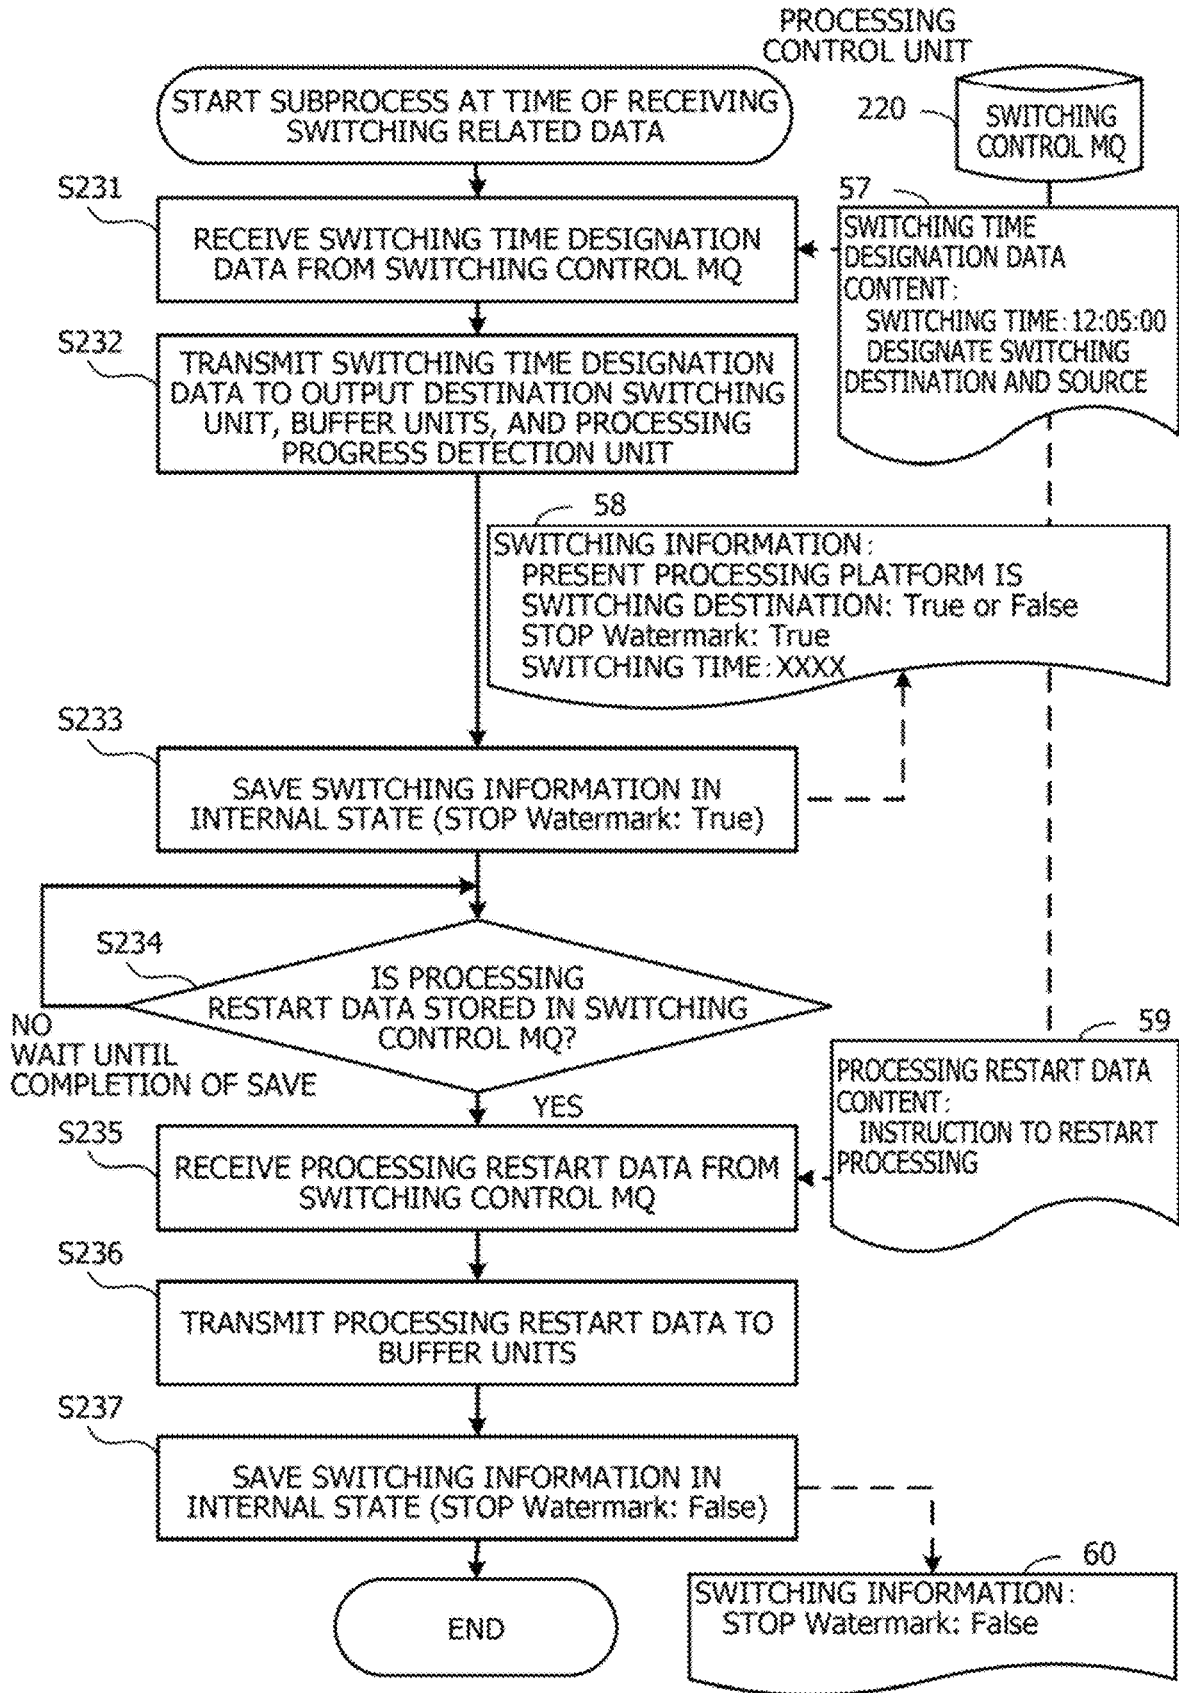 PROCESSING
CONTROL UNIT
START SUBPROCESS AT TIME OF RECEIVING
SWITCHING RELATED DATA
220
SWITCHING
CONTROL MQ
S231
RECEIVE SWITCHING TIME DESIGNATION
DATA FROM SWITCHING CONTROL MQ
57
SWITCHING TIME
DESIGNATION DATA
CONTENT:
SWITCHING TIME: 12:05:00
DESIGNATE SWITCHING
DESTINATION AND SOURCE
S232
TRANSMIT SWITCHING TIME DESIGNATION
DATA TO OUTPUT DESTINATION SWITCHING
UNIT, BUFFER UNITS, AND PROCESSING
PROGRESS DETECTION UNIT
58
SWITCHING INFORMATION:
PRESENT PROCESSING PLATFORM IS
SWITCHING DESTINATION: True or False
STOP Watermark: True
SWITCHING TIME: XXXX
S233
SAVE SWITCHING INFORMATION IN
INTERNAL STATE (STOP Watermark: True)
S234
IS PROCESSING
RESTART DATA STORED IN SWITCHING
CONTROL MQ?
NO
WAIT UNTIL
COMPLETION OF SAVE
YES
59
PROCESSING RESTART DATA
CONTENT:
INSTRUCTION TO RESTART
PROCESSING
S235
RECEIVE PROCESSING RESTART DATA FROM
SWITCHING CONTROL MQ
S236
TRANSMIT PROCESSING RESTART DATA TO
BUFFER UNITS
S237
SAVE SWITCHING INFORMATION IN
INTERNAL STATE (STOP Watermark: False)
60
SWITCHING INFORMATION:
STOP Watermark: False
END